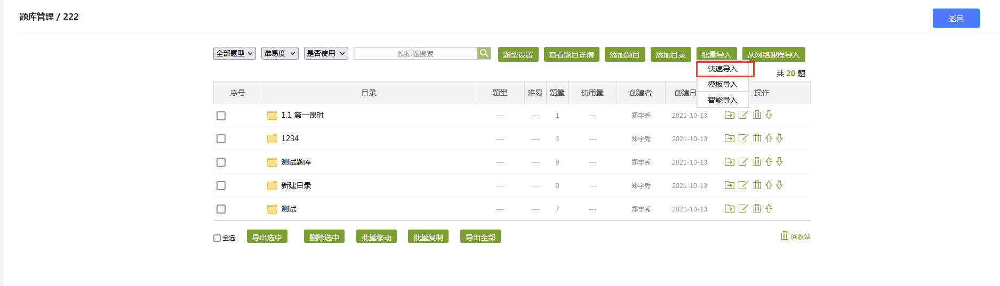 题库管理 / 222 返回
全部题型 难易度 是否使用 按标题搜索 题型设置 查看题目详情 添加题目 添加目录 批量导入 从网络课程导入
快速导入
模板导入
智能导入
共 20 题
序号 目录 题型 难易 题量 使用量 创建者 创建日 操作
1.1 第一课时 --- --- 1 --- 郑宇秀 2021-10-13
1234 --- --- 3 --- 郑宇秀 2021-10-13
测试题库 --- --- 9 --- 郑宇秀 2021-10-13
新建目录 --- --- 0 --- 郑宇秀 2021-10-13
测试 --- --- 7 --- 郑宇秀 2021-10-13
全选 导出选中 删除选中 批量移动 批量复制 导出全部 回收站